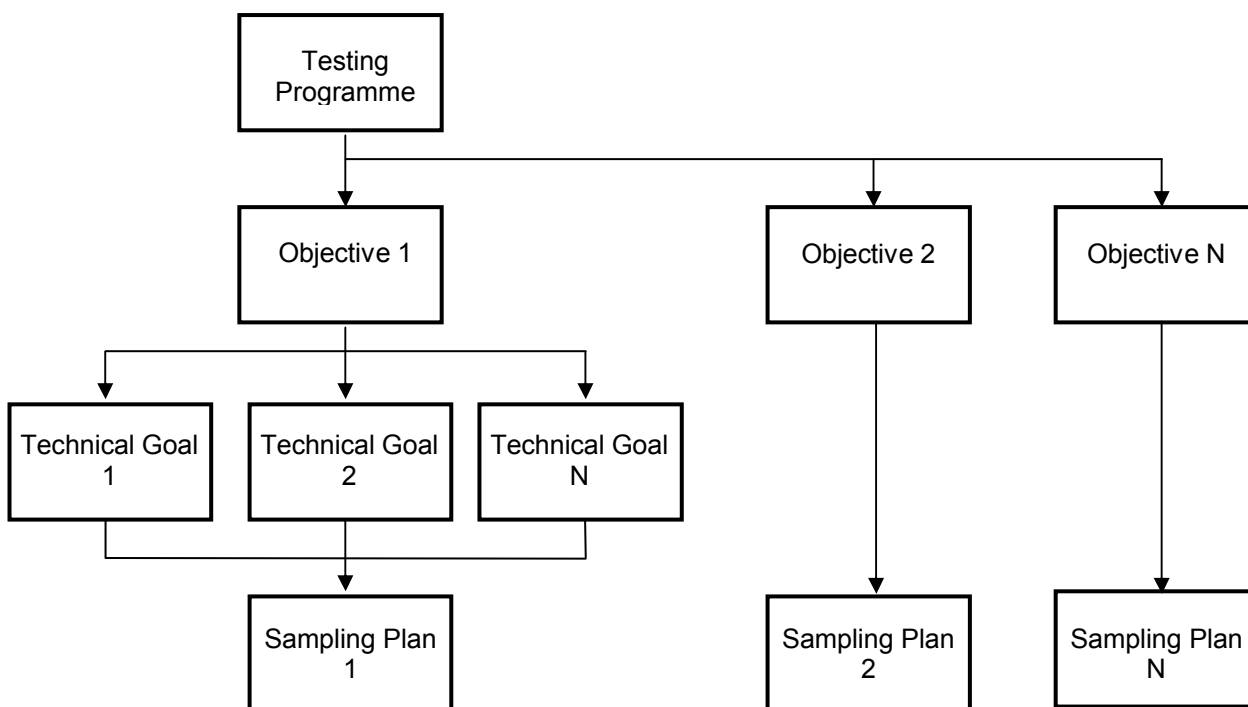 Testing
Programme
Objective 1
Objective 2
Objective N
Technical Goal
1
Technical Goal
2
Technical Goal
N
Sampling Plan
1
Sampling Plan
2
Sampling Plan
N